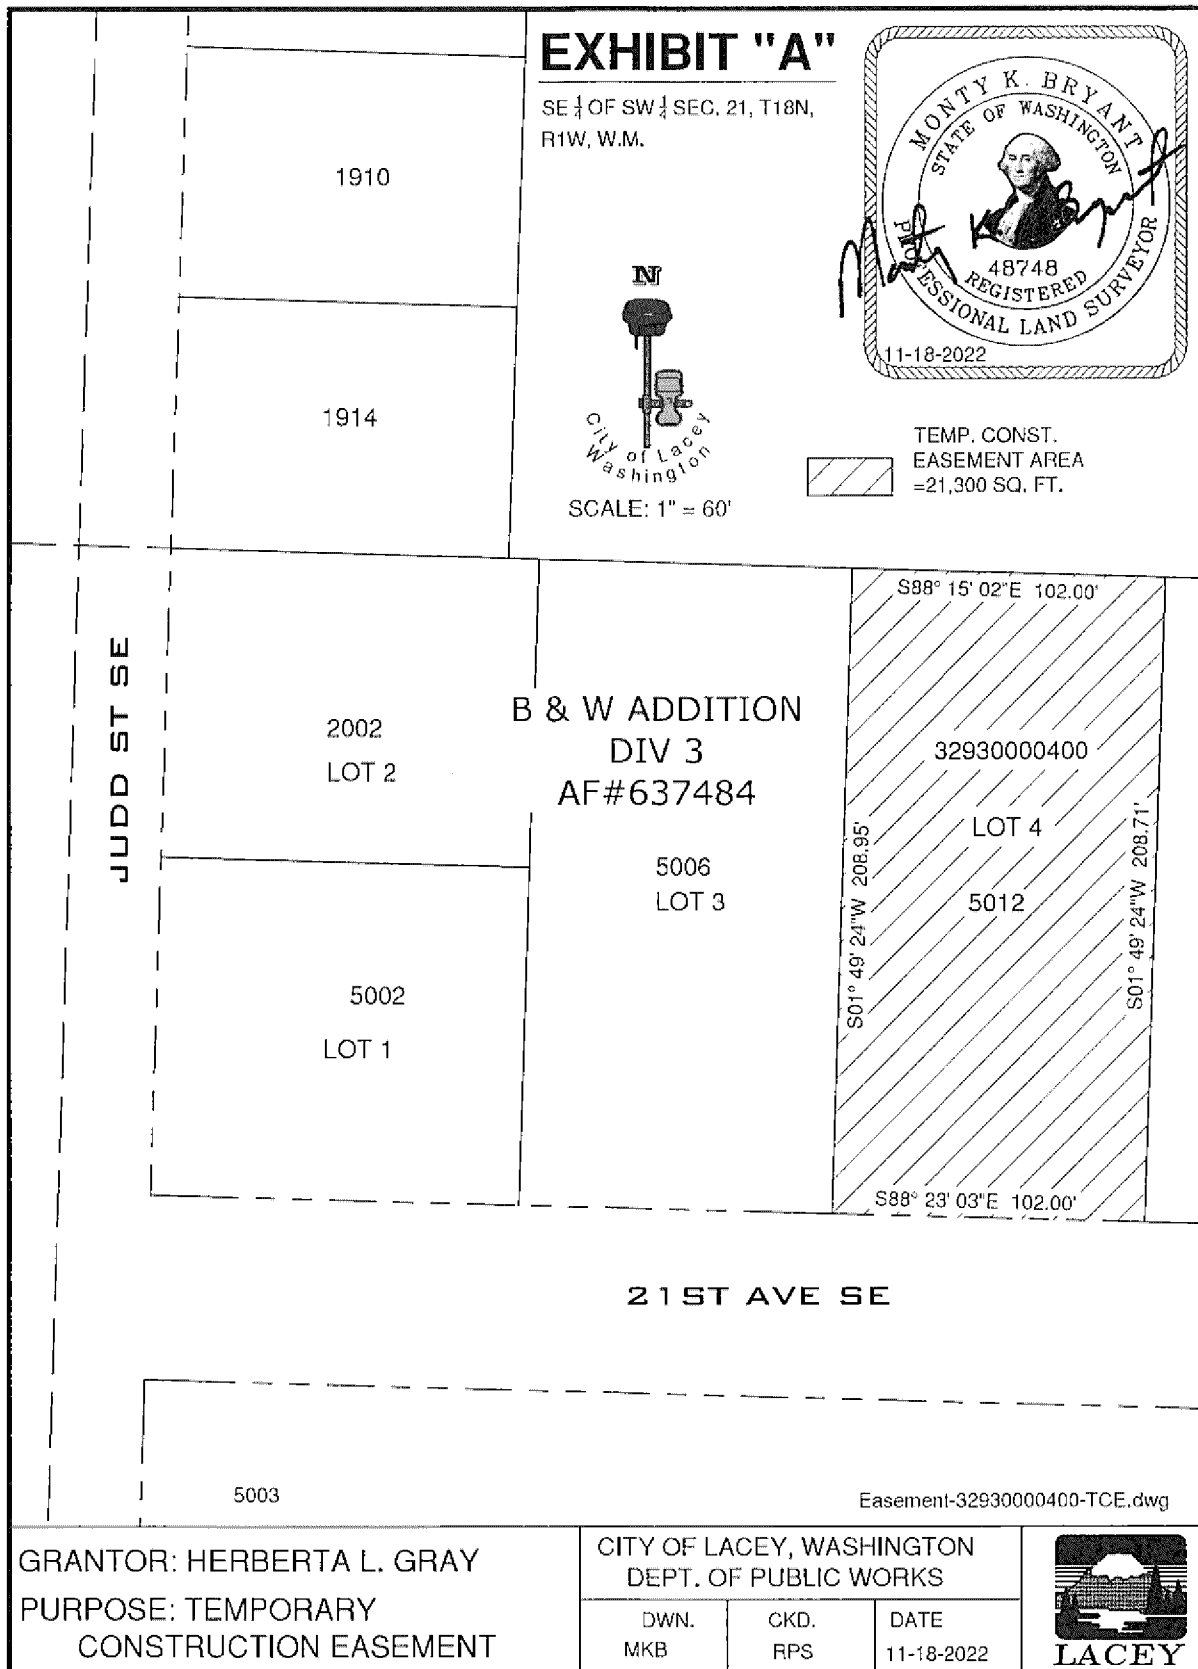 EXHIBIT "A"
SE 1/4 OF SW 1/4 SEC. 21, T18N,
R1W, W.M.
MONTY K. BRYANT
STATE OF WASHINGTON
Monty K. Bryant
48748
REGISTERED
PROFESSIONAL LAND SURVEYOR
11-18-2022
N
City of Lacey
Washington
SCALE: 1" = 60'
TEMP. CONST.
EASEMENT AREA
=21,300 SQ. FT.
1910
1914
JUDD ST SE
2002
LOT 2
B & W ADDITION
DIV 3
AF#637484
5006
LOT 3
5002
LOT 1
S88° 15' 02"E 102.00'
32930000400
LOT 4
5012
S01° 49' 24"W 208.95'
S01° 49' 24"W 208.71'
S88° 23' 03"E 102.00'
21ST AVE SE
5003
Easement-32930000400-TCE.dwg
GRANTOR: HERBERTA L. GRAY
PURPOSE: TEMPORARY
CONSTRUCTION EASEMENT
CITY OF LACEY, WASHINGTON
DEPT. OF PUBLIC WORKS
DWN.
MKB
CKD.
RPS
DATE
11-18-2022
LACEY